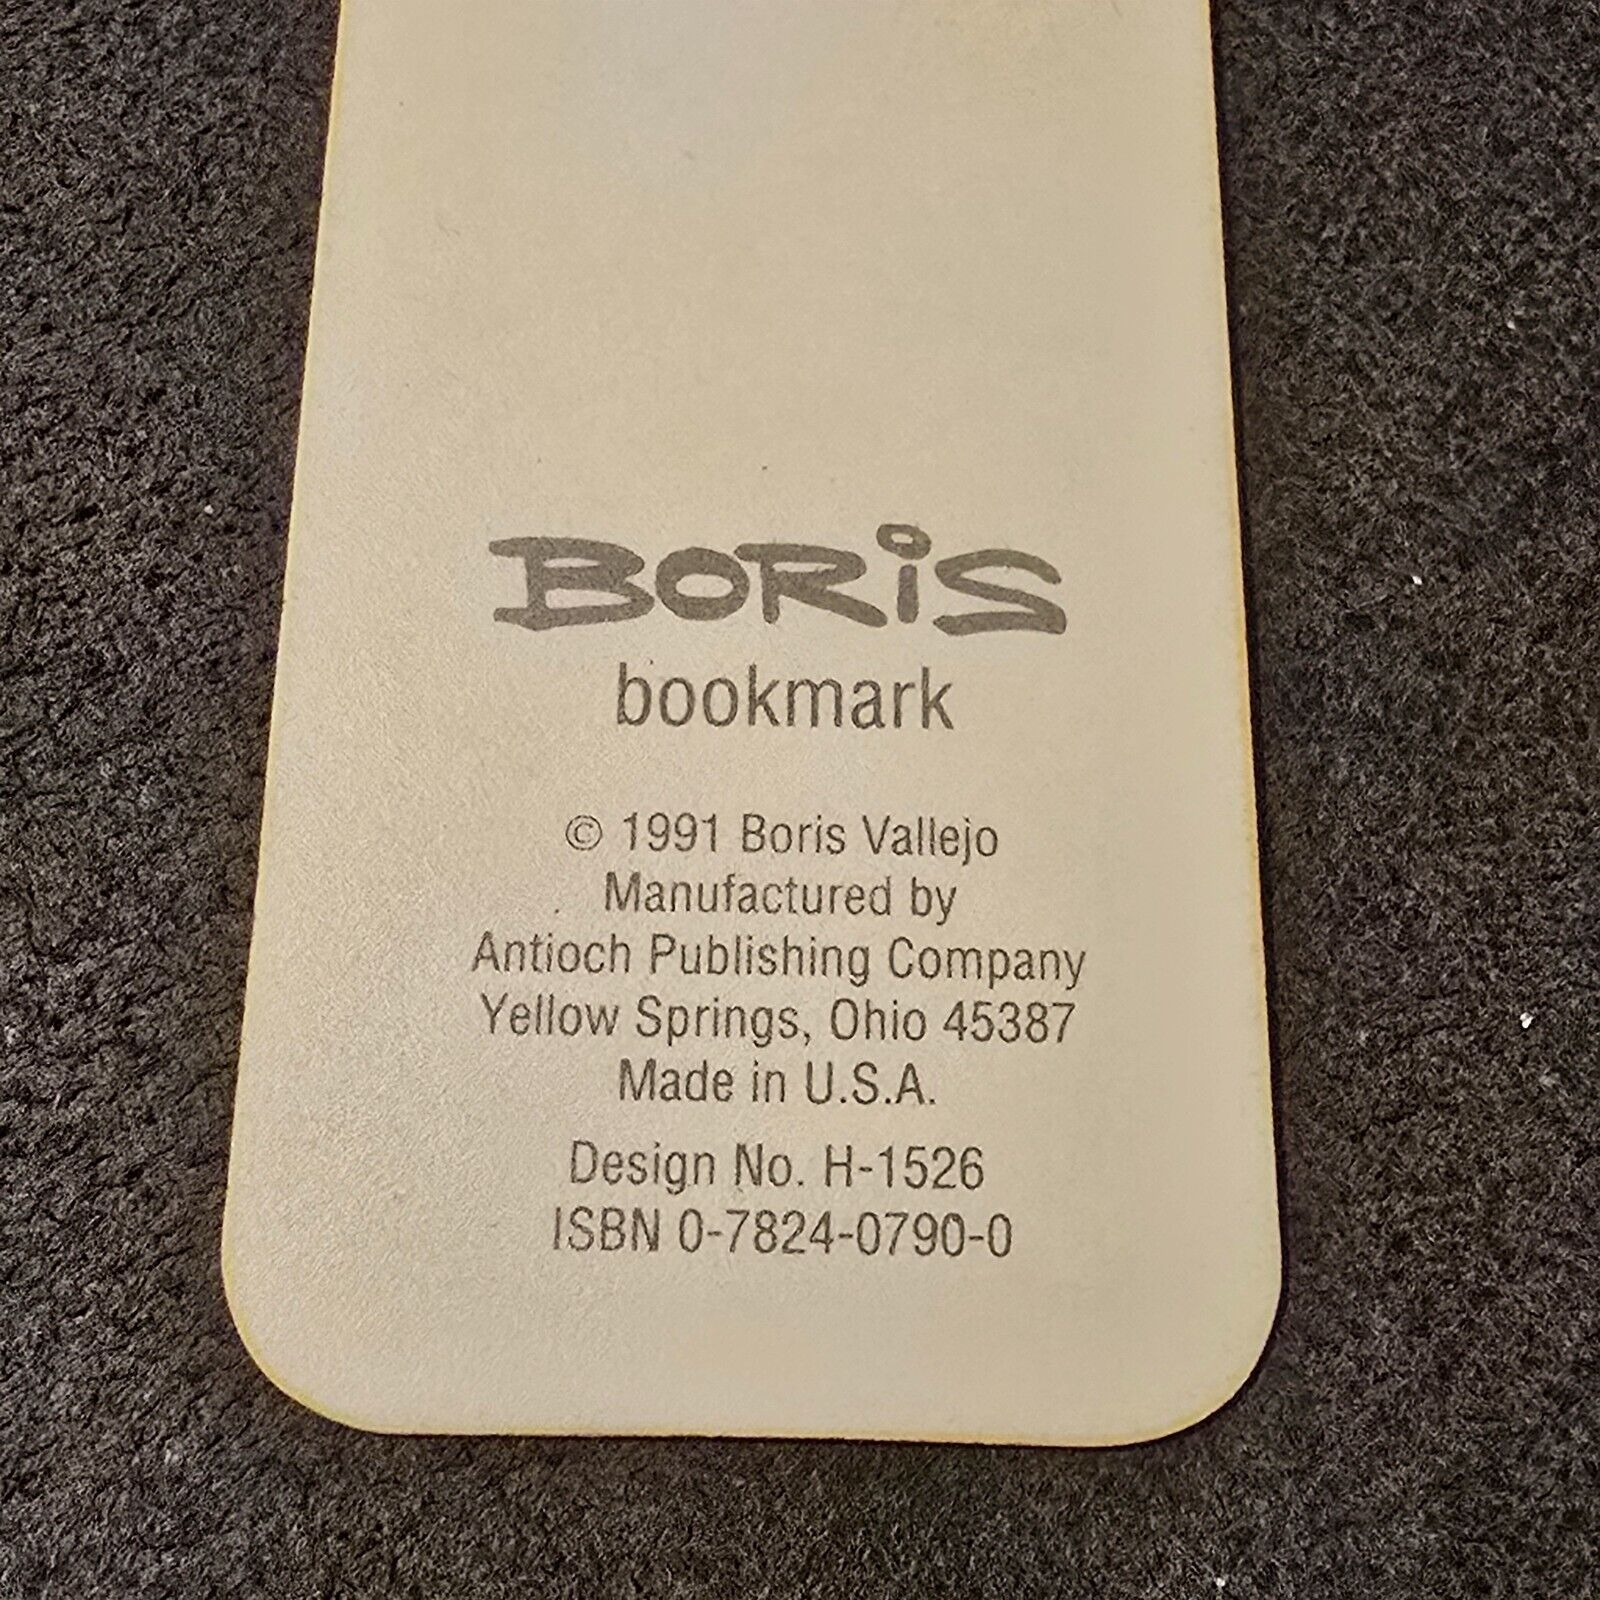 BORiS
bookmark
© 1991 Boris Vallejo
Manufactured by
Antioch Publishing Company
Yellow Springs, Ohio 45387
Made in U.S.A.
Design No. H-1526
ISBN 0-7824-0790-0